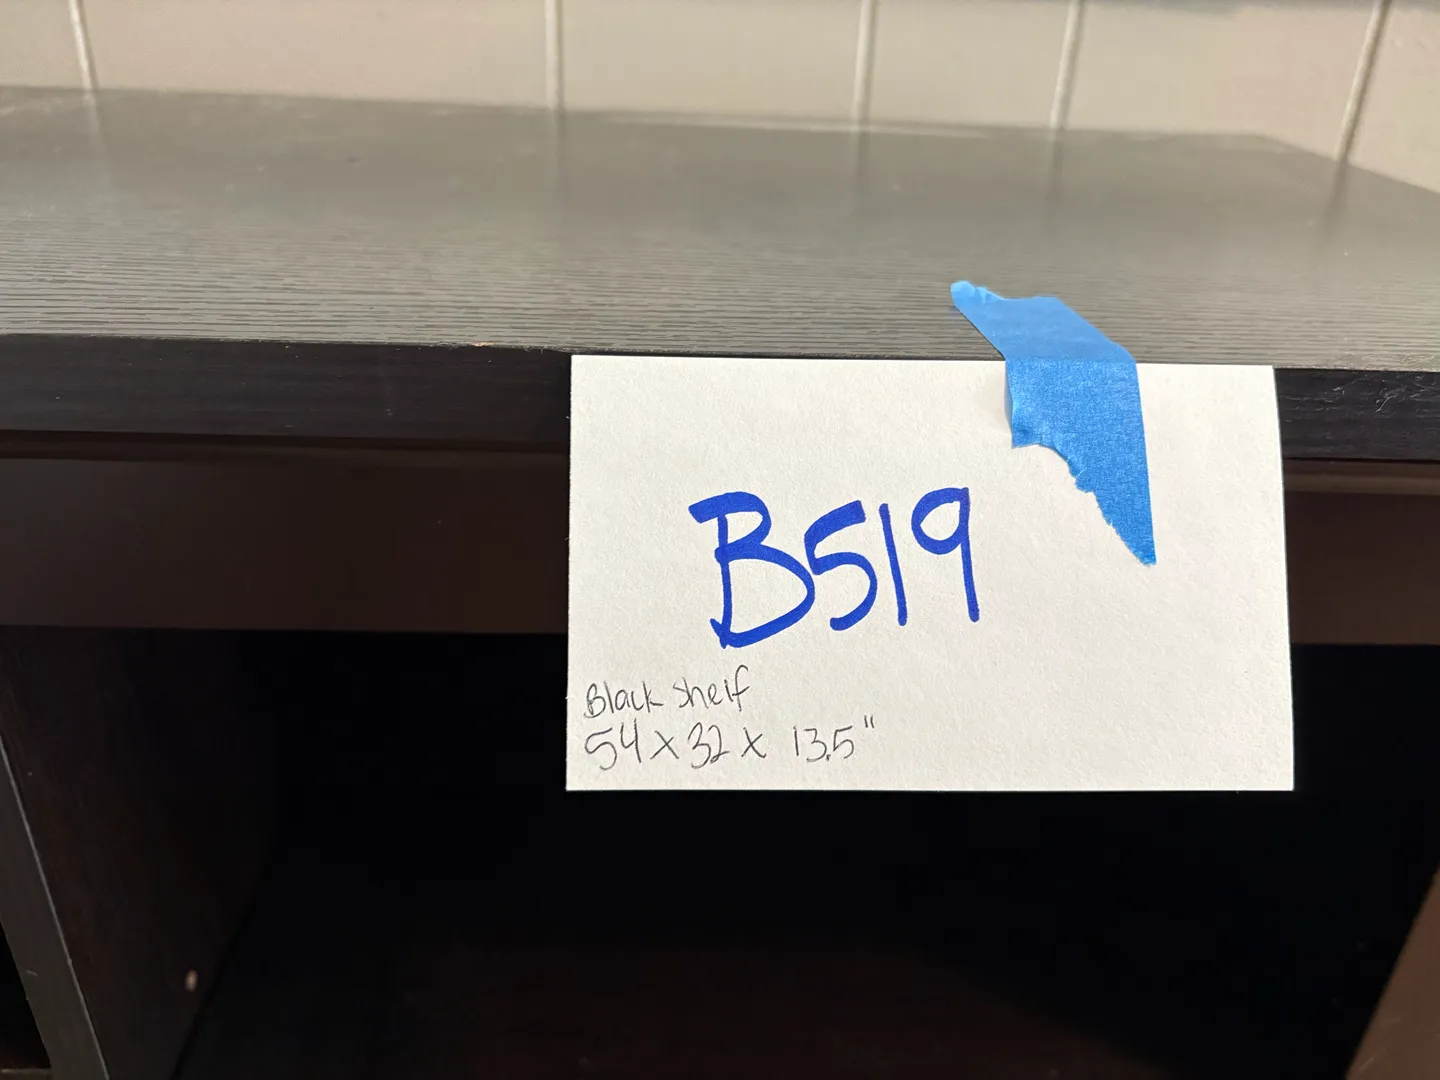 B519
Black Shelf
54 x 32 x 13.5"